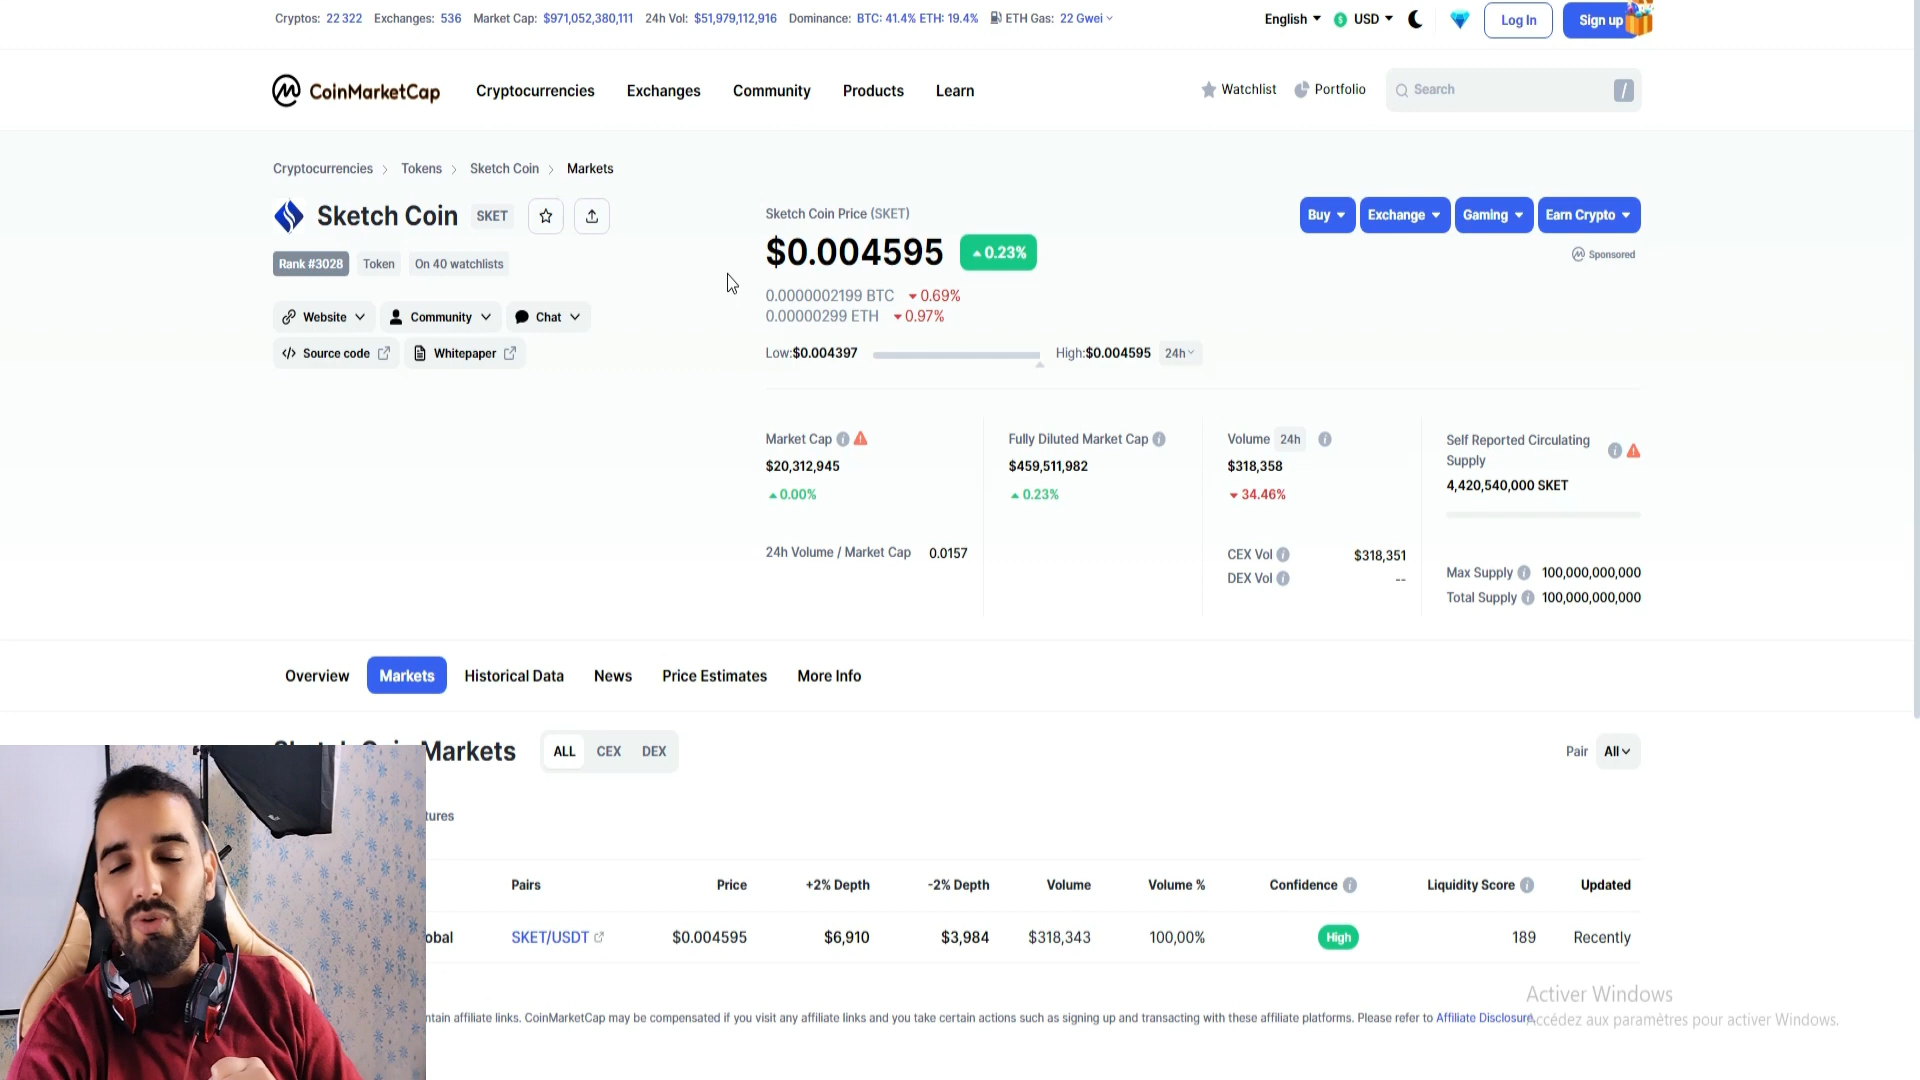 Cryptos: 22 322 Exchanges: 536 Market Cap: $971,052,380,111 24h Vol: $51,979,112,916 Dominance: BTC: 41.4% ETH: 19.4% ETH Gas: 22 Gwei
English USD Log In Sign up
CoinMarketCap Cryptocurrencies Exchanges Community Products Learn Watchlist Portfolio Search /
Cryptocurrencies Tokens Sketch Coin Markets
Sketch Coin SKET
Rank #3028 Token On 40 watchlists
Website Community Chat
Source code Whitepaper
Sketch Coin Price (SKET)
$0.004595 0.23%
0.0000002199 BTC 0.69%
0.00000299 ETH 0.97%
Low:$0.004397 High:$0.004595 24h
Buy Exchange Gaming Earn Crypto
Sponsored
Market Cap
$20,312,945
0.00%
24h Volume / Market Cap 0.0157
Fully Diluted Market Cap
$459,511,982
0.23%
Volume 24h
$318,358
34.46%
CEX Vol $318,351
DEX Vol --
Self Reported Circulating
Supply
4,420,540,000 SKET
Max Supply 100,000,000,000
Total Supply 100,000,000,000
Overview Markets Historical Data News Price Estimates More Info
Markets ALL CEX DEX Pair All
tures
Pairs Price +2% Depth -2% Depth Volume Volume % Confidence Liquidity Score Updated
obal SKET/USDT $0.004595 $6,910 $3,984 $318,343 100,00% High 189 Recently
Activer Windows
ntain affiliate links. CoinMarketCap may be compensated if you visit any affiliate links and you take certain actions such as signing up and transacting with these affiliate platforms. Please refer to Affiliate Disclosure.
Accédez aux paramètres pour activer Windows.